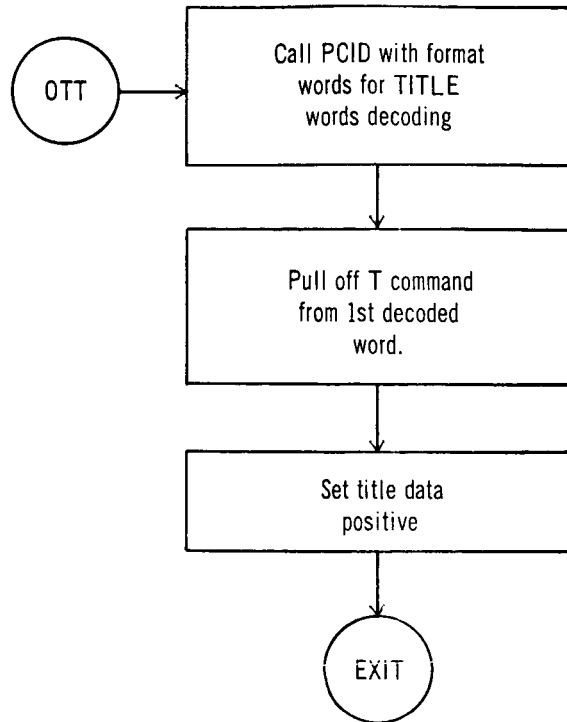 OTT
Call PCID with format
words for TITLE
words decoding
Pull off T command
from 1st decoded
word.
Set title data
positive
EXIT